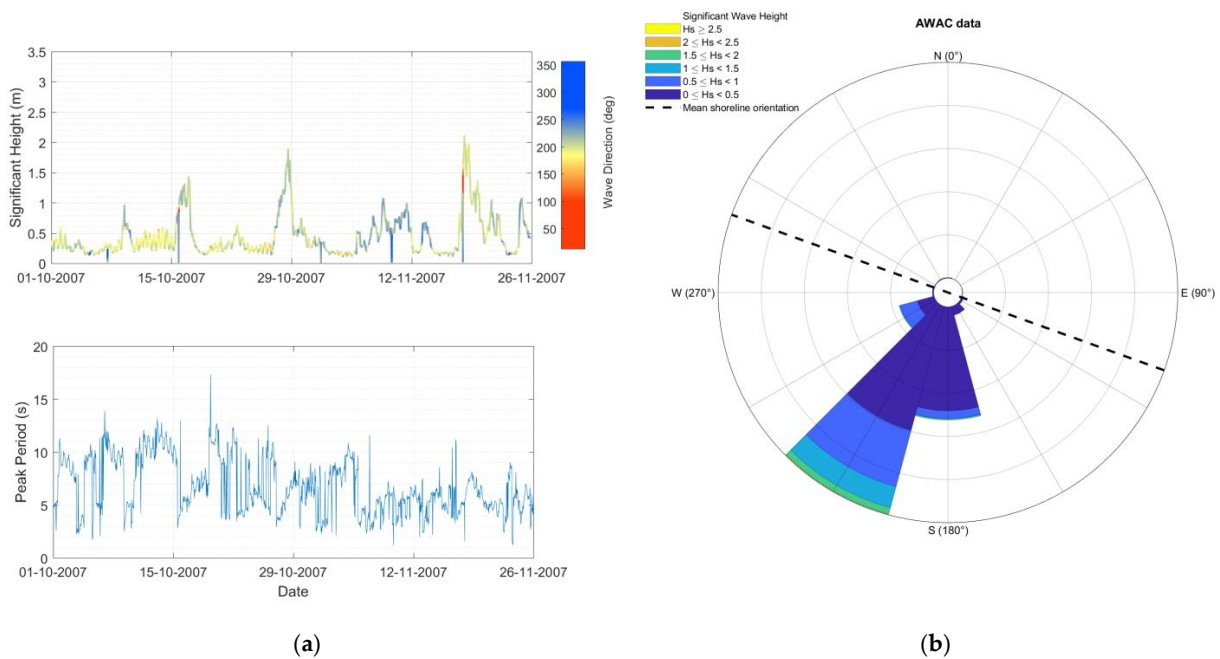 3.5
3
2.5
2
1.5
1
0.5
0
Significant Height (m)
01-10-2007 15-10-2007 29-10-2007 12-11-2007 26-11-2007
350
300
250
200
150
100
50
Wave Direction (deg)
20
15
10
5
0
Peak Period (s)
01-10-2007 15-10-2007 29-10-2007 12-11-2007 26-11-2007
Date
(a)
Significant Wave Height
Hs ≥ 2.5
2 ≤ Hs < 2.5
1.5 ≤ Hs < 2
1 ≤ Hs < 1.5
0.5 ≤ Hs < 1
0 ≤ Hs < 0.5
Mean shoreline orientation
AWAC data
N (0°)
W (270°)
E (90°)
S (180°)
(b)